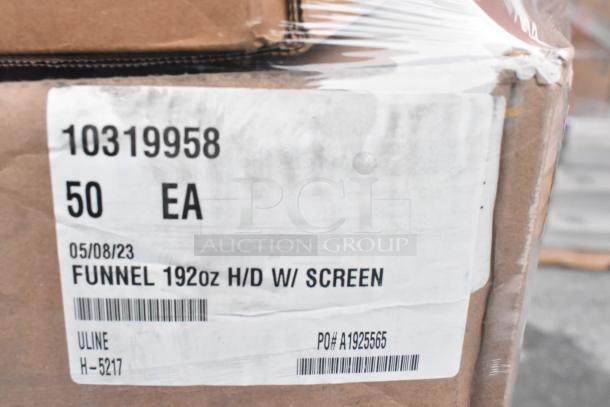 10319958
50 EA
PCI
AUCTION GROUP
05/08/23
FUNNEL 192oz H/D W/ SCREEN
ULINE PO# A1925565
H-5217